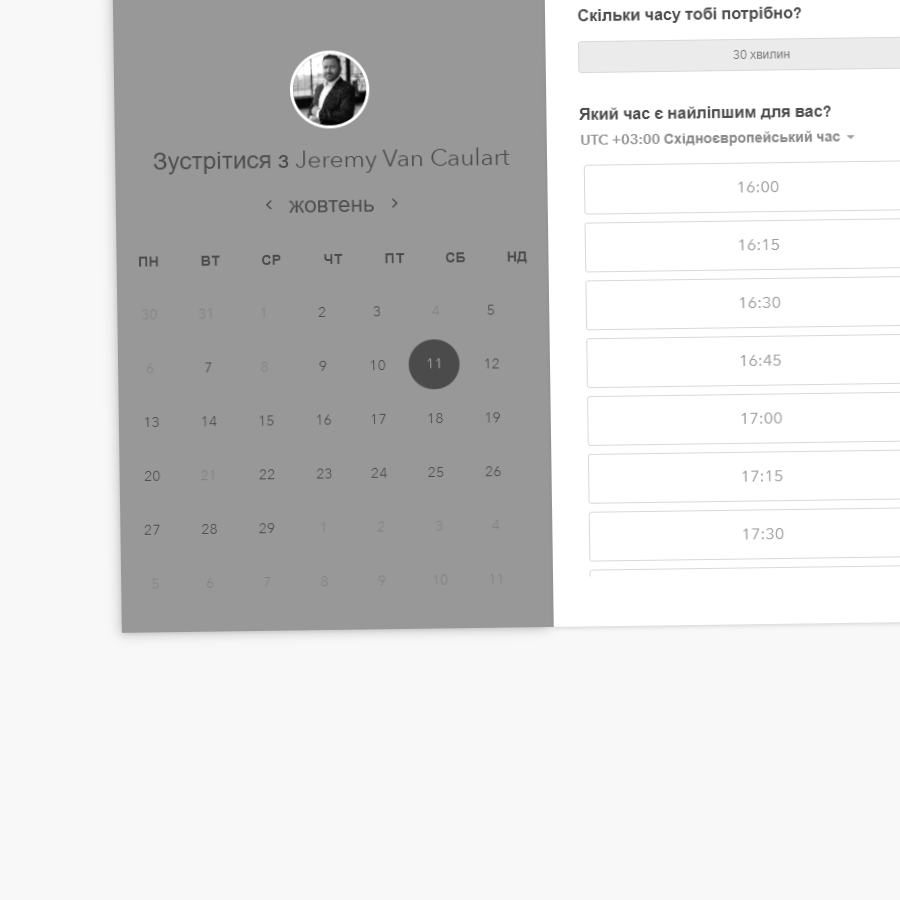 Зустрітися з Jeremy Van Caulart
‹ жовтень ›
ПН ВТ СР ЧТ ПТ СБ НД
30 31 1 2 3 4 5
6 7 8 9 10 11 12
13 14 15 16 17 18 19
20 21 22 23 24 25 26
27 28 29 1 2 3 4
5 6 7 8 9 10 11
Скільки часу тобі потрібно?
30 хвилин
Який час є найліпшим для вас?
UTC +03:00 Східноєвропейський час
16:00
16:15
16:30
16:45
17:00
17:15
17:30